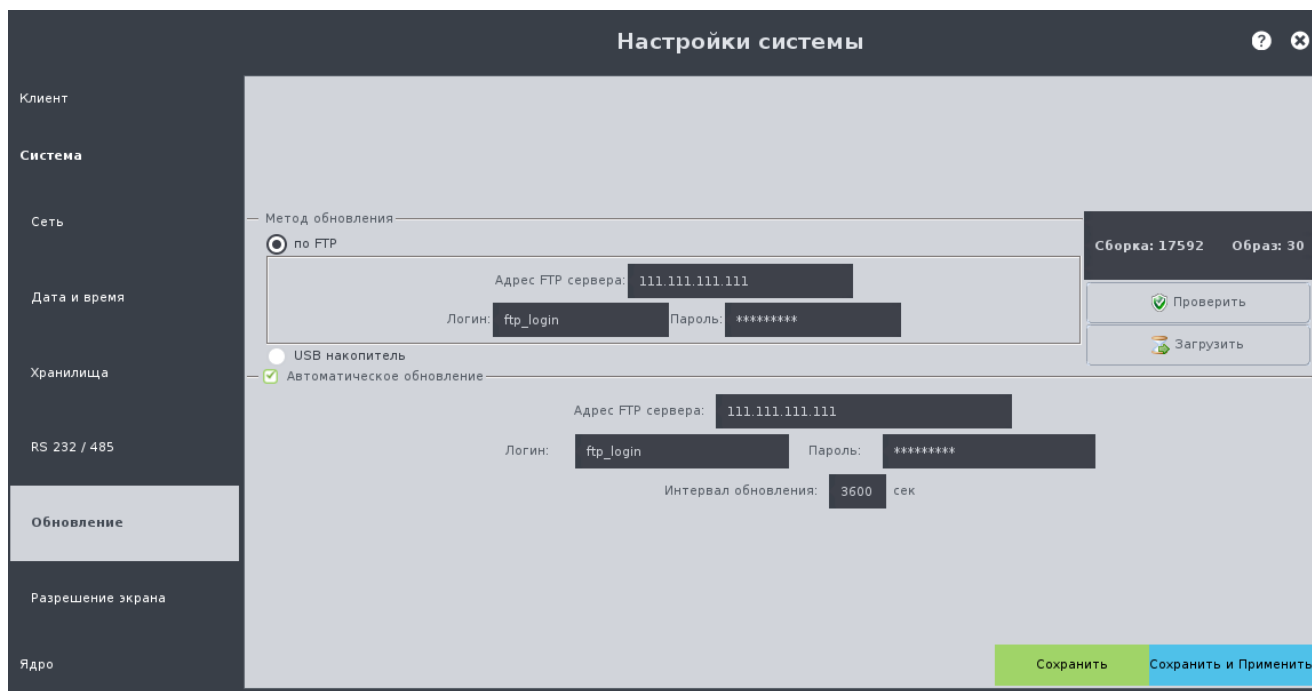 Настройки системы
Клиент
Система
Сеть
Дата и время
Хранилища
RS 232 / 485
Обновление
Разрешение экрана
Ядро
Метод обновления
по FTP
Адрес FTP сервера: 111.111.111.111
Логин: ftp_login Пароль: *********
USB накопитель
Сборка: 17592 Образ: 30
Проверить
Загрузить
Автоматическое обновление
Адрес FTP сервера: 111.111.111.111
Логин: ftp_login Пароль: *********
Интервал обновления: 3600 сек
Сохранить Сохранить и Применить